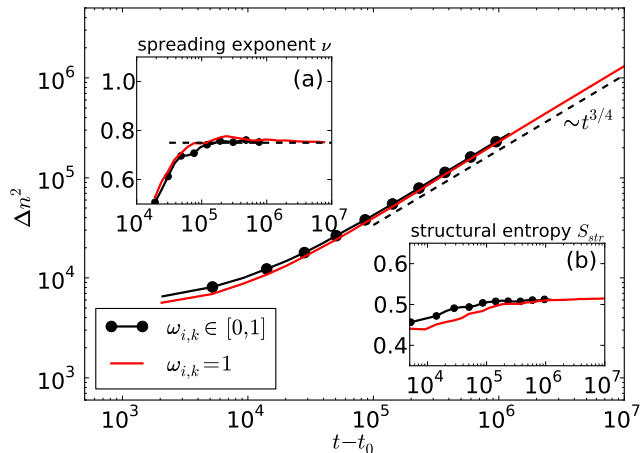 spreading exponent ν
(a)
1.0
0.8
0.6
10^4 10^5 10^6 10^7
10^6
10^5
10^4
10^3
Δn^2
~t^{3/4}
structural entropy S_{str}
(b)
0.6
0.5
0.4
10^4 10^5 10^6 10^7
ω_{i,k} ∈ [0,1]
ω_{i,k}=1
10^3 10^4 10^5 10^6 10^7
t−t_0